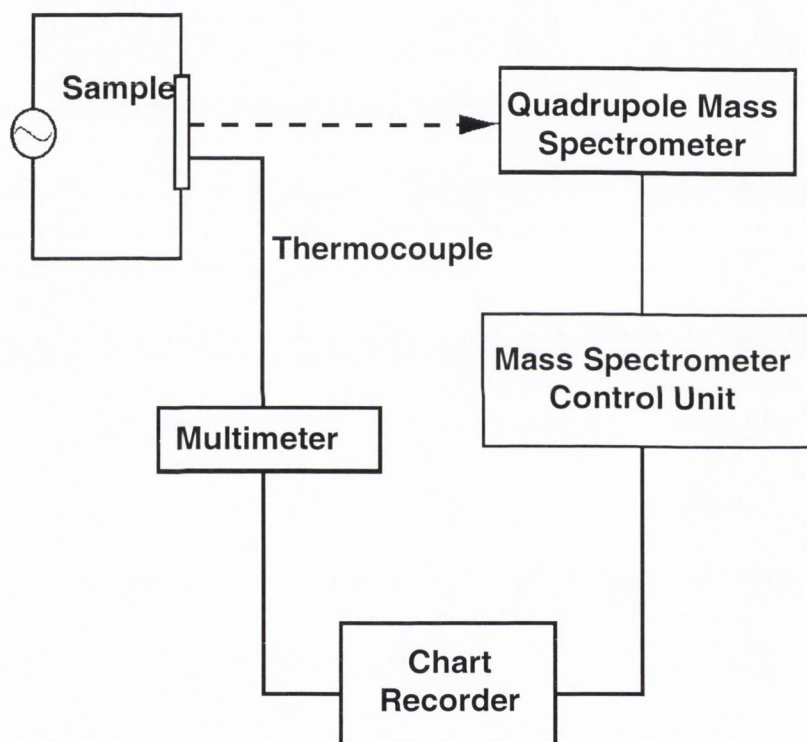 Sample
Quadrupole Mass
Spectrometer
Thermocouple
Mass Spectrometer
Control Unit
Multimeter
Chart
Recorder